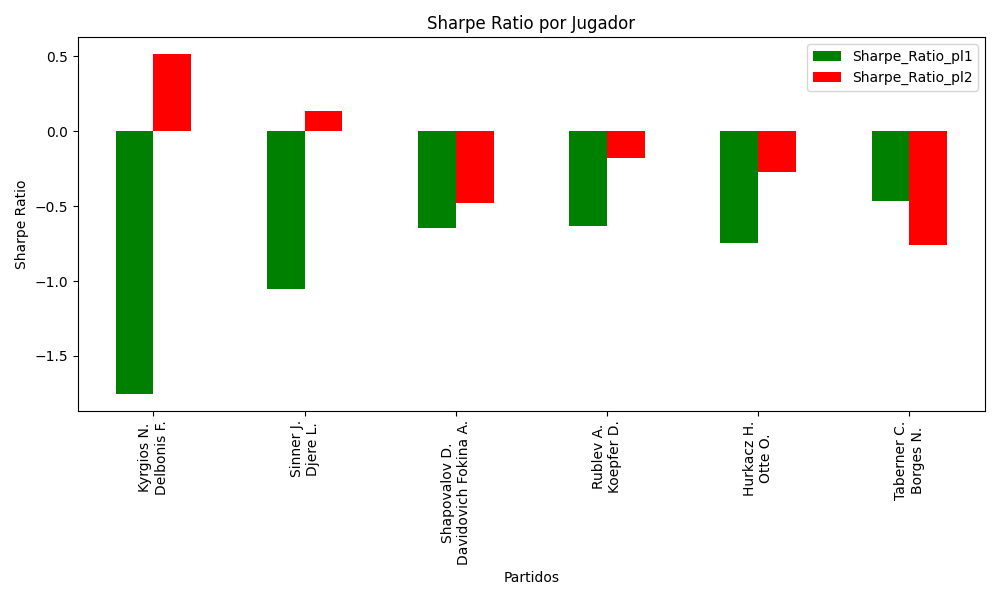 Sharpe Ratio por Jugador
Sharpe_Ratio_pl1
Sharpe_Ratio_pl2
Sharpe Ratio
0.5
0.0
−0.5
−1.0
−1.5
Kyrgios N.
Delbonis F.
Sinner J.
Djere L.
Shapovalov D.
Davidovich Fokina A.
Rublev A.
Koepfer D.
Hurkacz H.
Otte O.
Taberner C.
Borges N.
Partidos